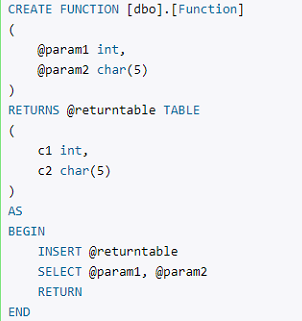 CREATE FUNCTION [dbo].[Function]
(
    @param1 int,
    @param2 char(5)
)
RETURNS @returntable TABLE
(
    c1 int,
    c2 char(5)
)
AS
BEGIN
    INSERT @returntable
    SELECT @param1, @param2
    RETURN
END